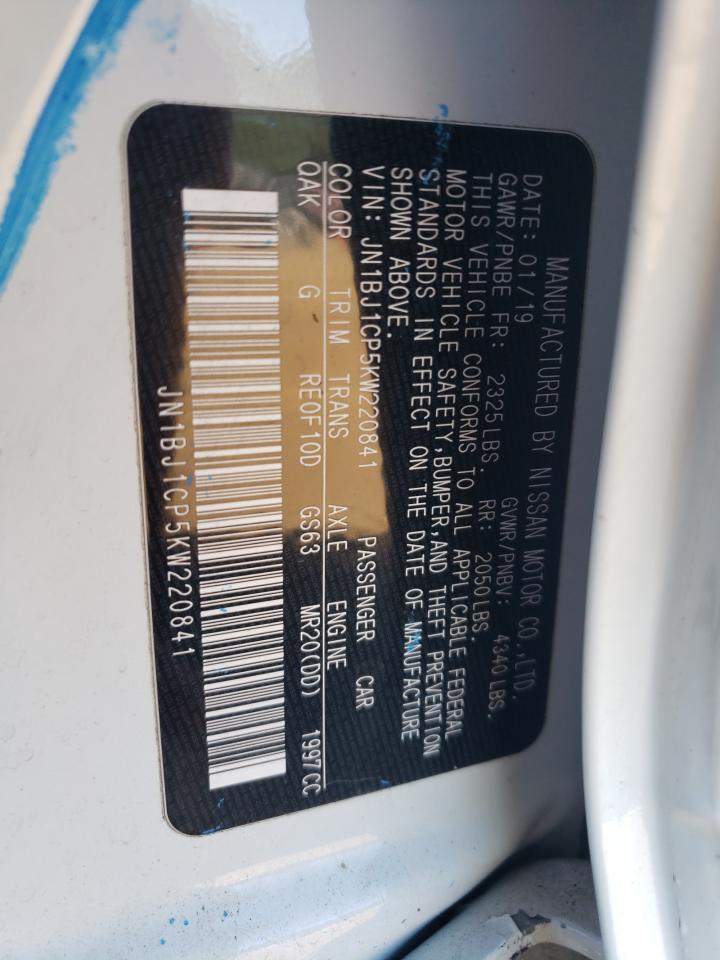 MANUFACTURED BY NISSAN MOTOR CO.,LTD.
DATE: 01/19 GVWR/PNBV: 4340LBS.
GAWR/PNBE FR: 2325LBS. RR: 2050LBS.
THIS VEHICLE CONFORMS TO ALL APPLICABLE FEDERAL
MOTOR VEHICLE SAFETY,BUMPER,AND THEFT PREVENTION
STANDARDS IN EFFECT ON THE DATE OF MANUFACTURE
SHOWN ABOVE.
VIN: JN1BJ1CP5KW220841 PASSENGER CAR
COLOR TRIM TRANS AXLE ENGINE
QAK G RE0F10D GS63 MR20(DD) 1997CC
JN1BJ1CP5KW220841